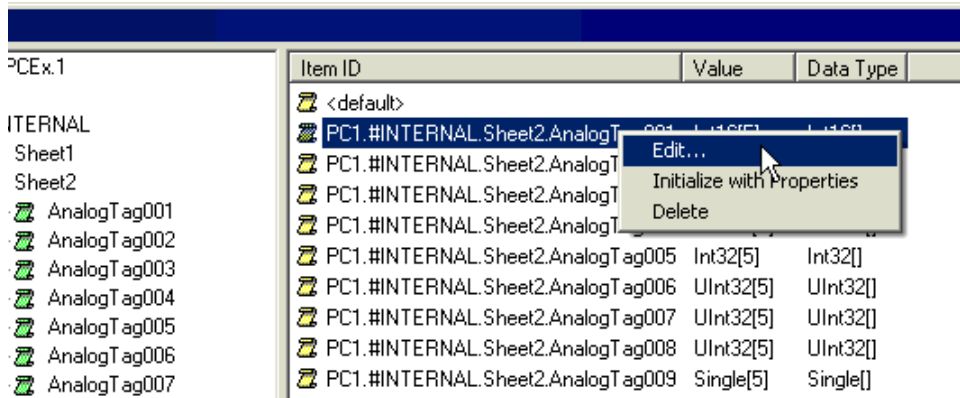 PCEx.1
Item ID Value Data Type
<default>
NTERNAL
PC1.#INTERNAL.Sheet2.AnalogT
Edit...
Sheet1
PC1.#INTERNAL.Sheet2.AnalogT
Initialize with Properties
Sheet2
PC1.#INTERNAL.Sheet2.AnalogT
Delete
AnalogTag001
PC1.#INTERNAL.Sheet2.AnalogT
AnalogTag002
PC1.#INTERNAL.Sheet2.AnalogTag005 Int32[5] Int32[]
AnalogTag003
PC1.#INTERNAL.Sheet2.AnalogTag006 UInt32[5] UInt32[]
AnalogTag004
PC1.#INTERNAL.Sheet2.AnalogTag007 UInt32[5] UInt32[]
AnalogTag005
PC1.#INTERNAL.Sheet2.AnalogTag008 UInt32[5] UInt32[]
AnalogTag006
PC1.#INTERNAL.Sheet2.AnalogTag009 Single[5] Single[]
AnalogTag007